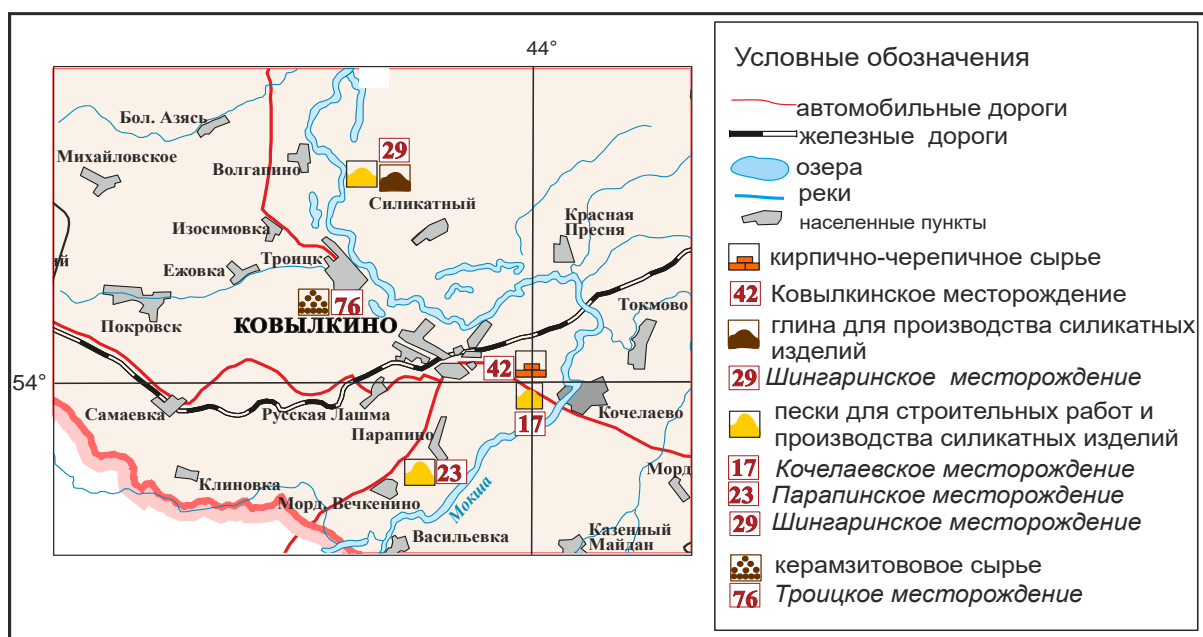 44°
54°
Бол. Азясь
Михайловское
Волгапино
29
Силикатный
Изосимовка
Красная
Пресня
ий
Ежовка
Троицк
76
Покровск
КОВЫЛКИНО
Токмово
42
Самаевка
Русская Лашма
Кочелаево
Парапино
17
23
Клиновка
Морд. Вечкенино
Мокша
Морд
Васильевка
Казенный
Майдан
Условные обозначения
автомобильные дороги
железные дороги
озера
реки
населенные пункты
кирпично-черепичное сырье
42 Ковылкинское месторождение
глина для производства силикатных
изделий
29 Шингаринское месторождение
пески для строительных работ и
производства силикатных изделий
17 Кочелаевское месторождение
23 Парапинское месторождение
29 Шингаринское месторождение
керамзитововое сырье
76 Троицкое месторождение